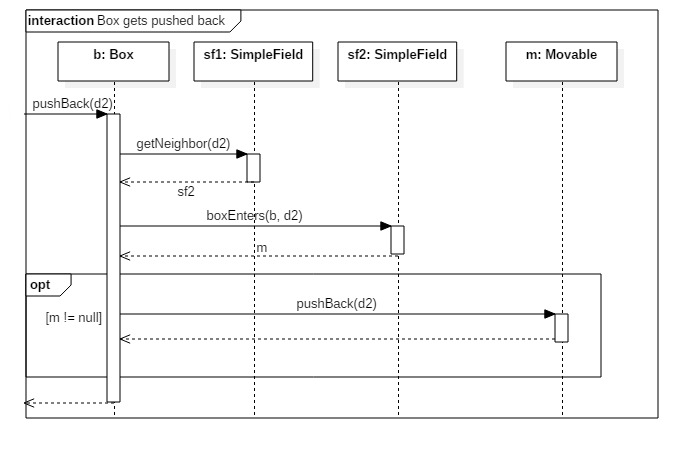 interaction Box gets pushed back
b: Box
sf1: SimpleField
sf2: SimpleField
m: Movable
pushBack(d2)
getNeighbor(d2)
sf2
boxEnters(b, d2)
m
opt
pushBack(d2)
[m != null]